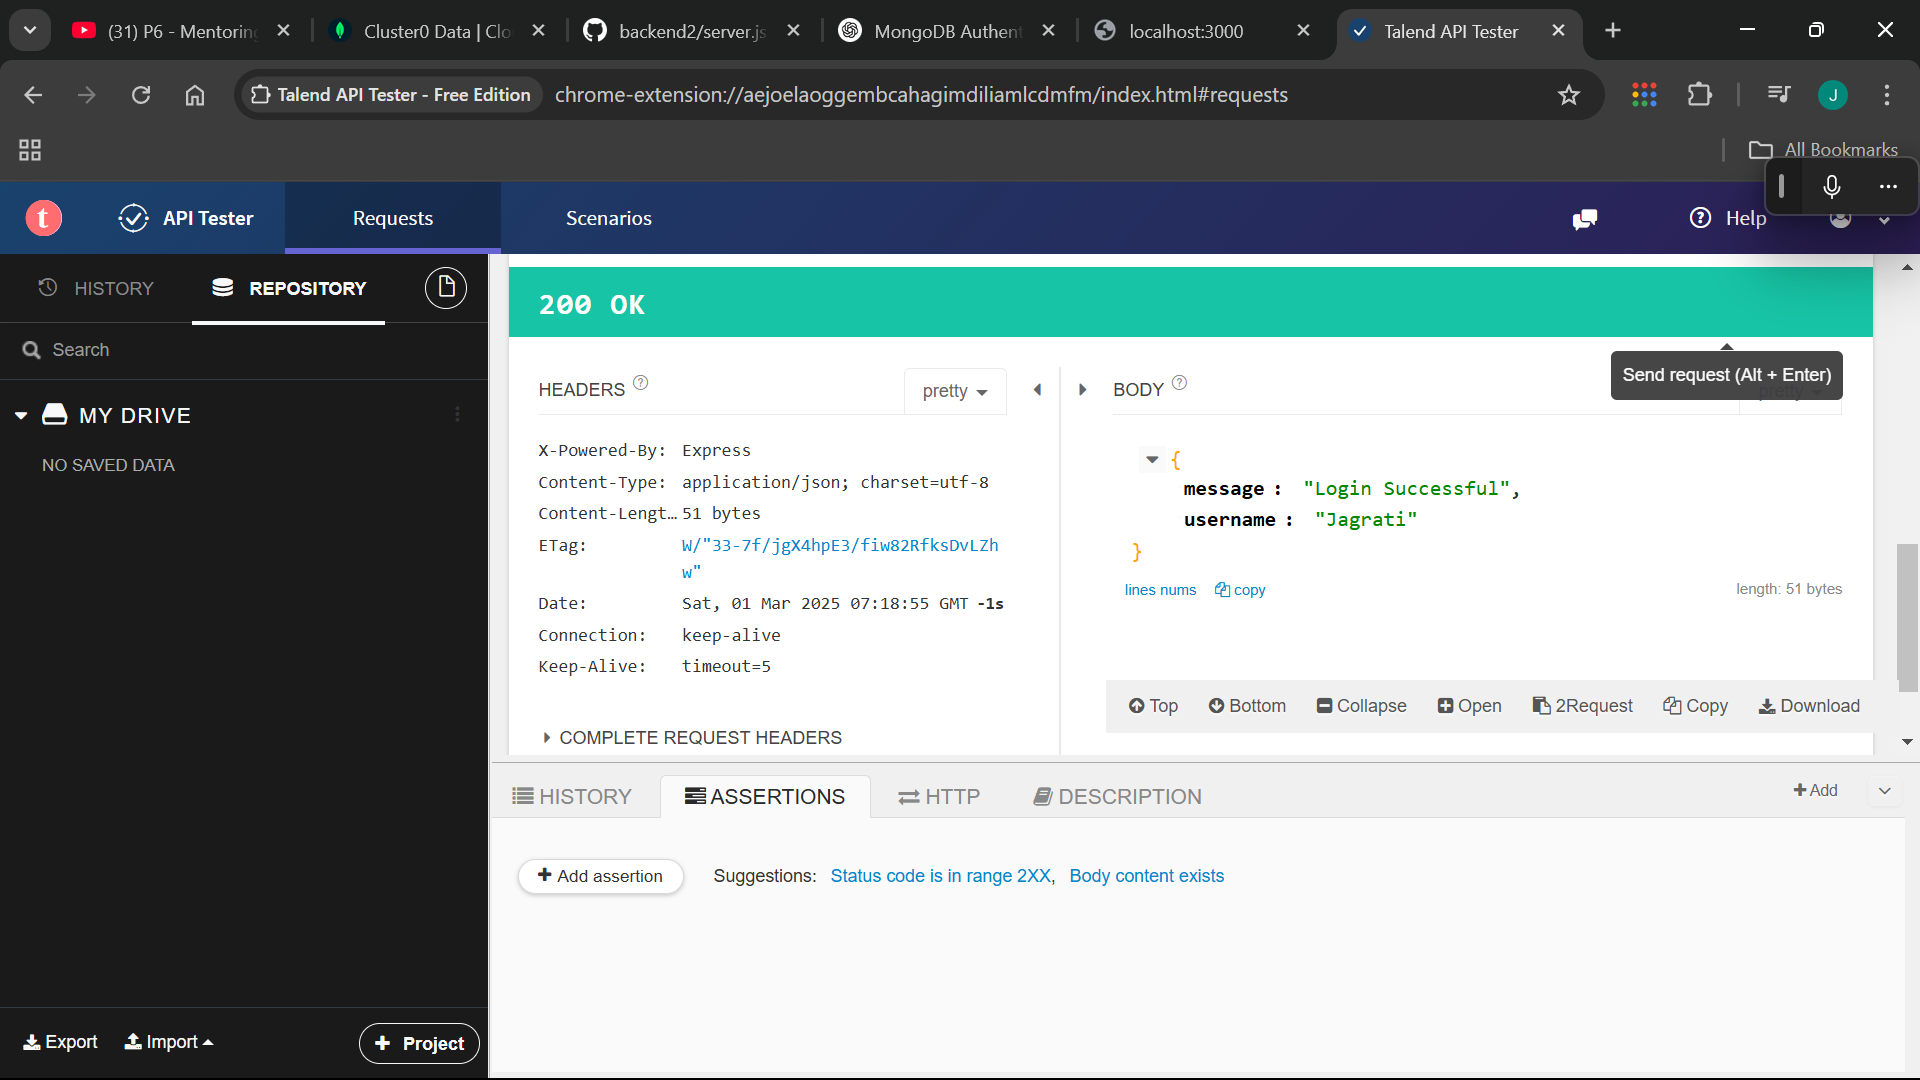 (31) P6 - Mentoring
Cluster0 Data | Clo
backend2/server.js
MongoDB Authent
localhost:3000
Talend API Tester
Talend API Tester - Free Edition
chrome-extension://aejoelaoggembcahagimdiliamlcdmfm/index.html#requests
J
All Bookmarks
t
API Tester
Requests
Scenarios
Help
HISTORY
REPOSITORY
Search
MY DRIVE
NO SAVED DATA
200 OK
Send request (Alt + Enter)
HEADERS ?
pretty
BODY ?
pretty
X-Powered-By: Express
Content-Type: application/json; charset=utf-8
Content-Lengt… 51 bytes
ETag: W/"33-7f/jgX4hpE3/fiw82RfksDvLZh
w"
Date: Sat, 01 Mar 2025 07:18:55 GMT -1s
Connection: keep-alive
Keep-Alive: timeout=5
COMPLETE REQUEST HEADERS
{
message : "Login Successful",
username : "Jagrati"
}
lines nums copy
length: 51 bytes
Top Bottom Collapse Open 2Request Copy Download
HISTORY
ASSERTIONS
HTTP
DESCRIPTION
Add
Add assertion
Suggestions: Status code is in range 2XX, Body content exists
Export
Import
Project